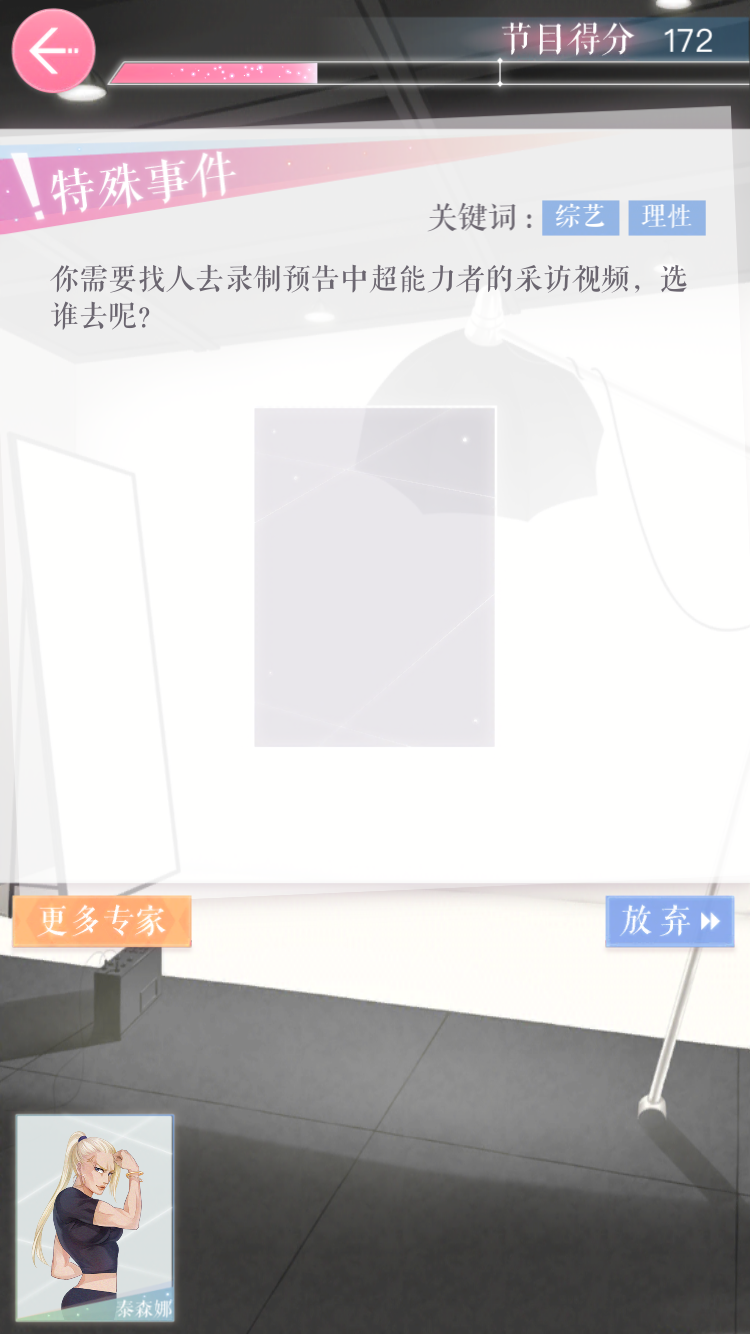 节目得分 172
特殊事件
关键词：综艺 理性
你需要找人去录制预告中超能力者的采访视频，选
谁去呢？
更多专家
放弃
泰森娜